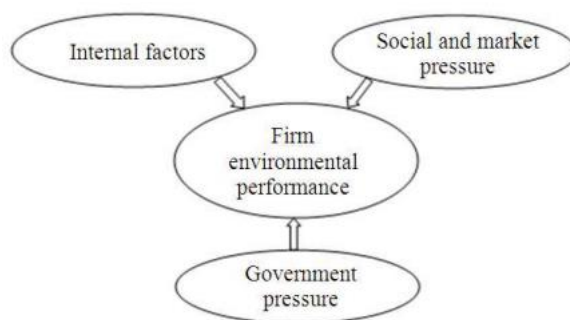 Internal factors
Social and market
pressure
Firm
environmental
performance
Government
pressure